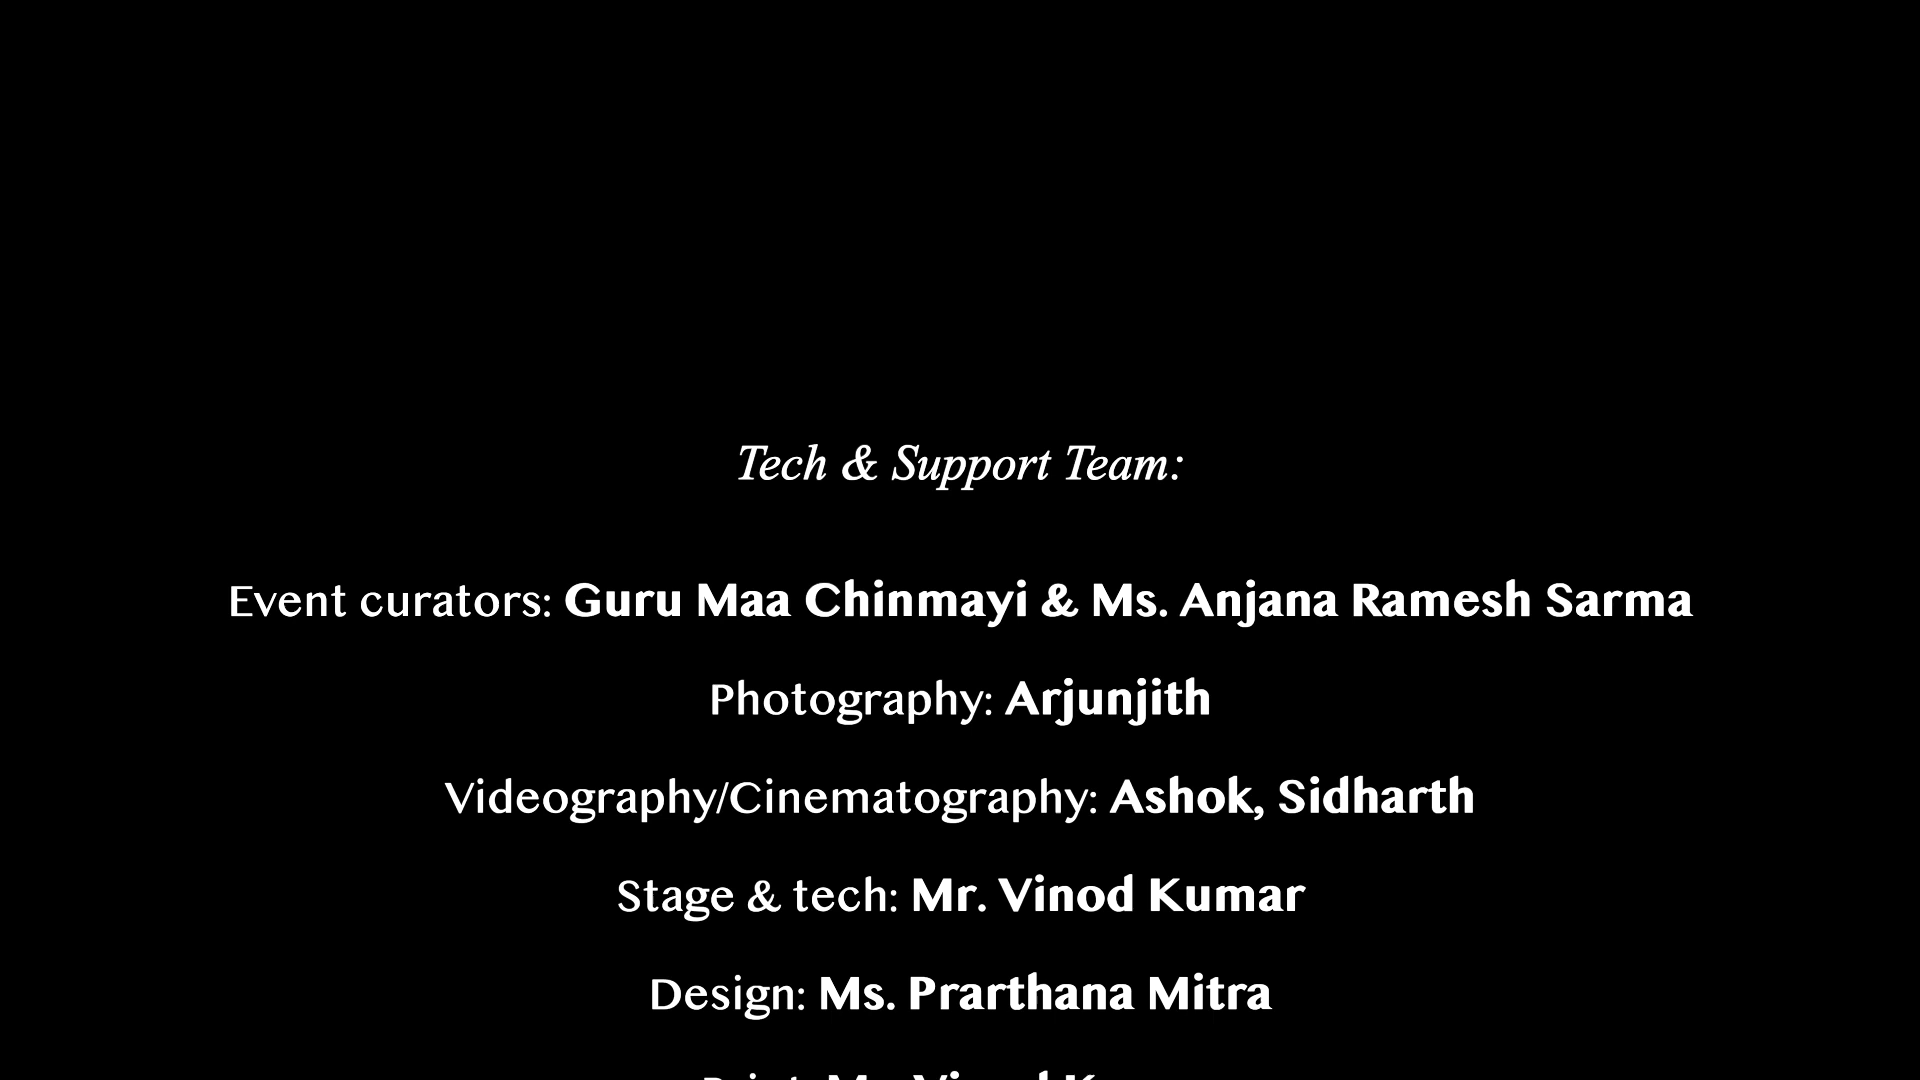 Tech & Support Team:
Event curators: Guru Maa Chinmayi & Ms. Anjana Ramesh Sarma
Photography: Arjunjith
Videography/Cinematography: Ashok, Sidharth
Stage & tech: Mr. Vinod Kumar
Design: Ms. Prarthana Mitra